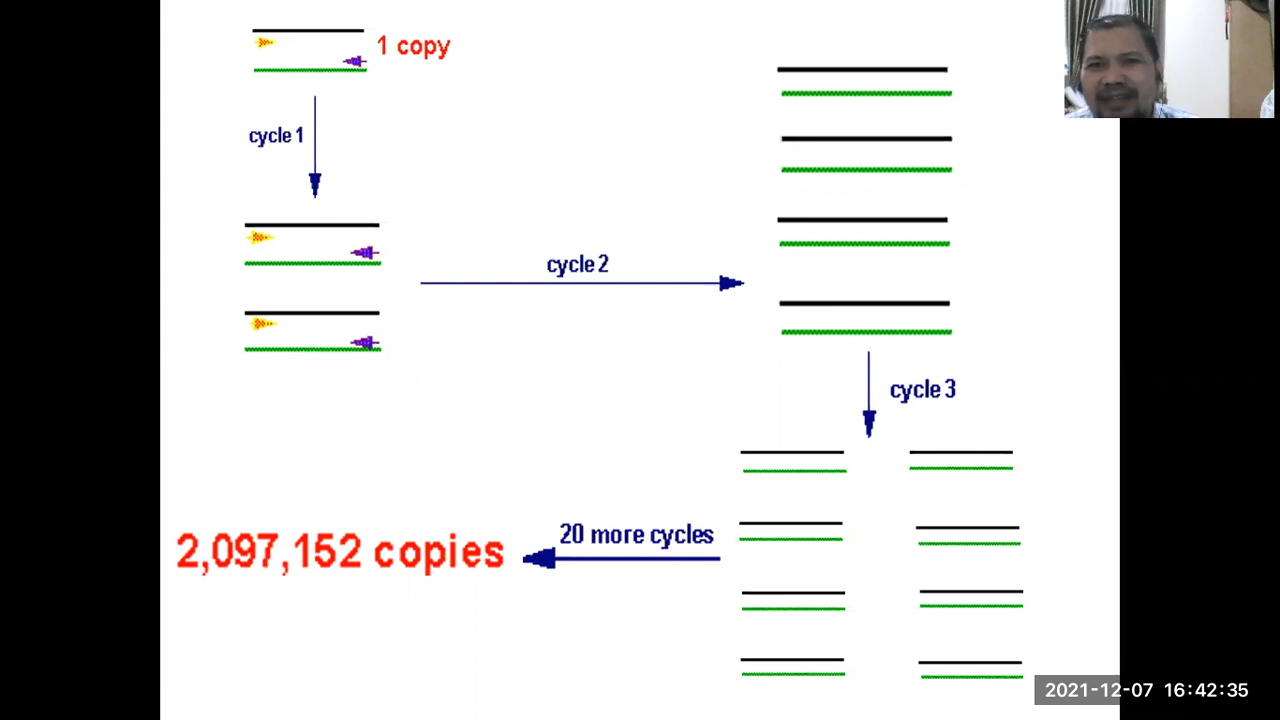 1 copy
cycle 1
cycle 2
cycle 3
20 more cycles
2,097,152 copies
2021-12-07 16:42:35